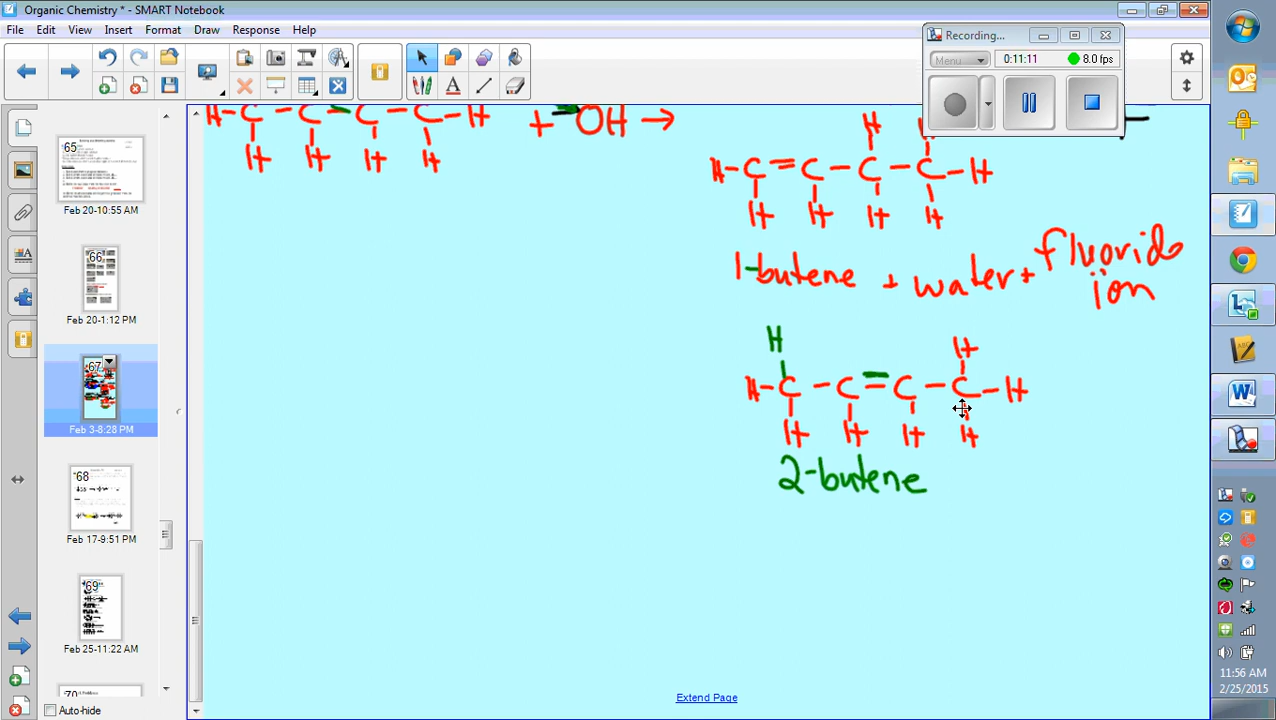 Organic Chemistry * - SMART Notebook
File Edit View Insert Format Draw Response Help
Recording...
Menu 0:11:11 8.0 fps
65
Feb 20-10:55 AM
66
Feb 20-1:12 PM
67
Feb 3-8:28 PM
68
Feb 17-9:51 PM
69
Feb 25-11:22 AM
70
Auto-hide
H - C - C - C - C - H + OH →
H H H H
H H
H - C = C - C - C - H
H H H H
1-butene + water + fluoride
ion
H H
H - C - C = C - C - H
H H H H
2-butene
Extend Page
11:56 AM
2/25/2015